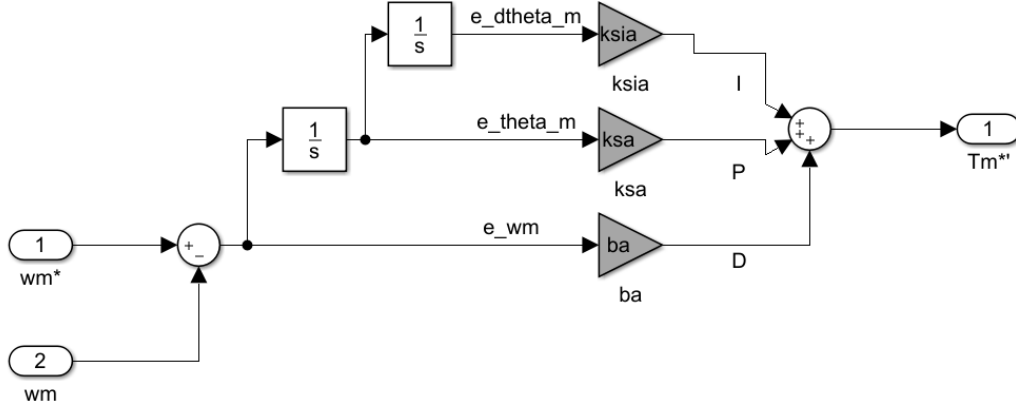 1
s
e_dtheta_m
ksia
ksia
I
1
s
e_theta_m
ksa
ksa
P
+
+
+
1
Tm*'
1
wm*
+
−
e_wm
ba
ba
D
2
wm